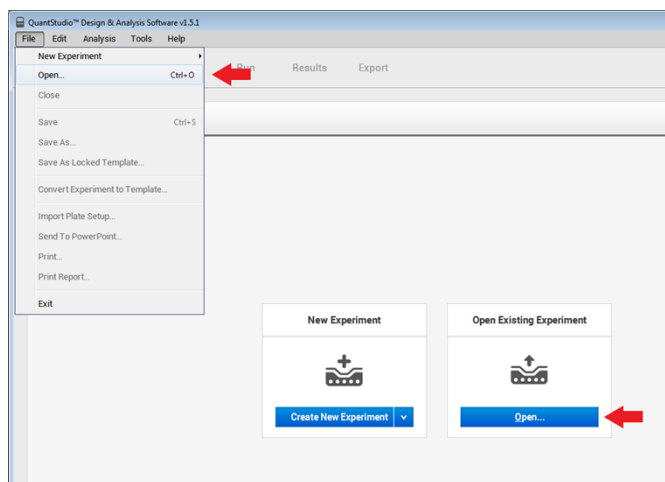 QuantStudio™ Design & Analysis Software v1.5.1
File Edit Analysis Tools Help
New Experiment
Open... Ctrl+O
Run Results Export
Close
Save Ctrl+S
Save As...
Save As Locked Template...
Convert Experiment to Template...
Import Plate Setup...
Send To PowerPoint...
Print...
Print Report...
Exit
New Experiment Open Existing Experiment
Create New Experiment Open...